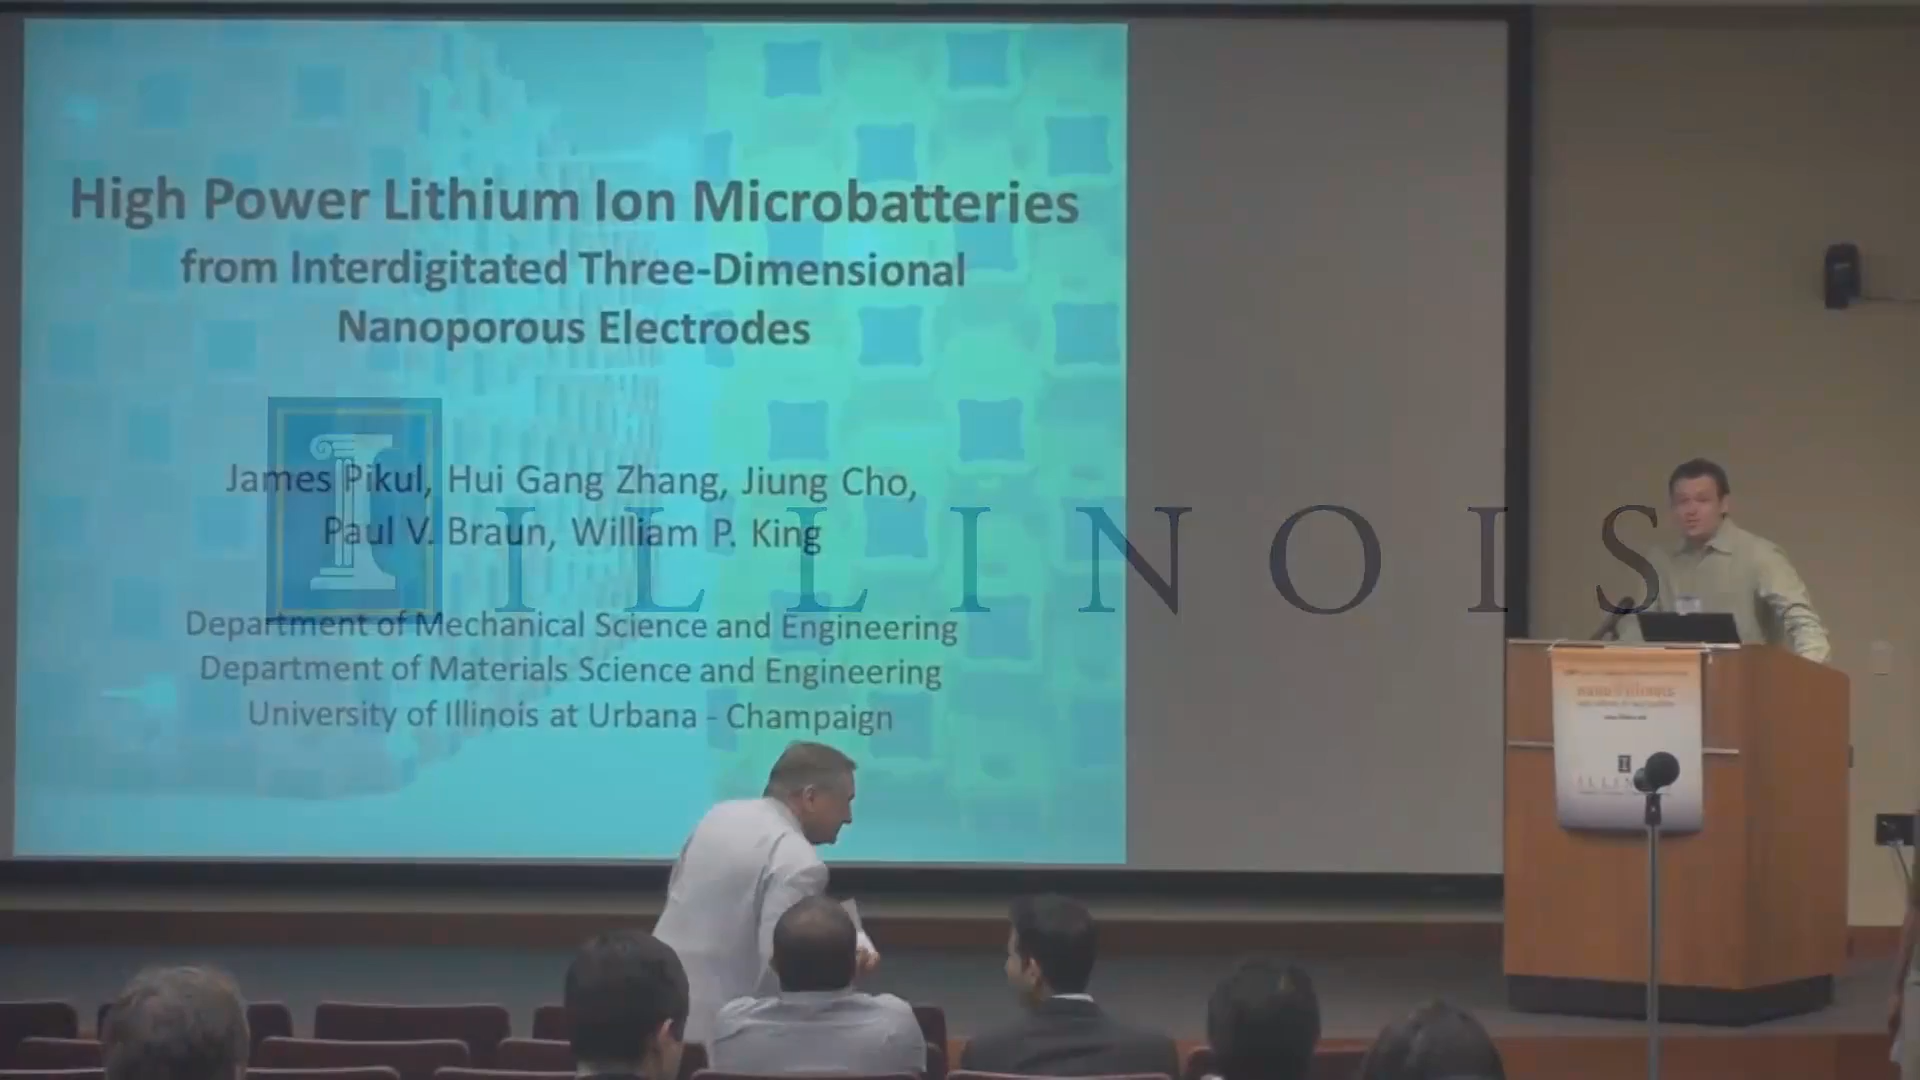 High Power Lithium Ion Microbatteries
from Interdigitated Three-Dimensional
Nanoporous Electrodes
James Pikul, Hui Gang Zhang, Jiung Cho,
Paul V. Braun, William P. King
ILLINOIS
Department of Mechanical Science and Engineering
Department of Materials Science and Engineering
University of Illinois at Urbana - Champaign